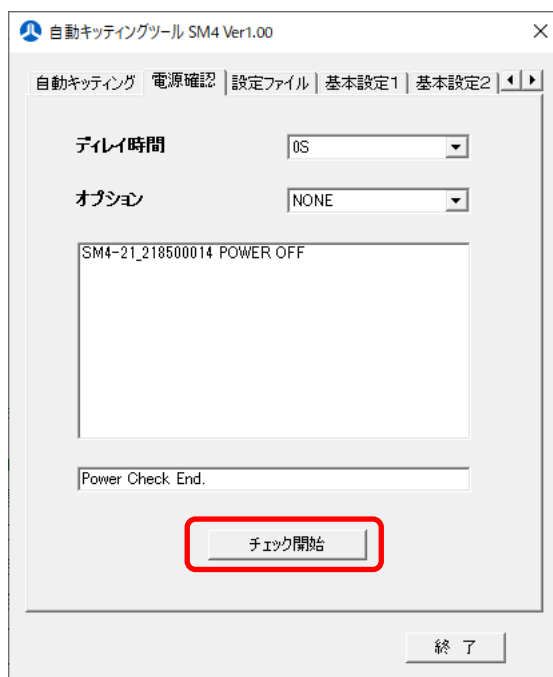 自動キッティングツール SM4 Ver1.00
自動キッティング 電源確認 設定ファイル 基本設定1 基本設定2
ディレイ時間 0S
オプション NONE
SM4-21_218500014 POWER OFF
Power Check End.
チェック開始
終 了